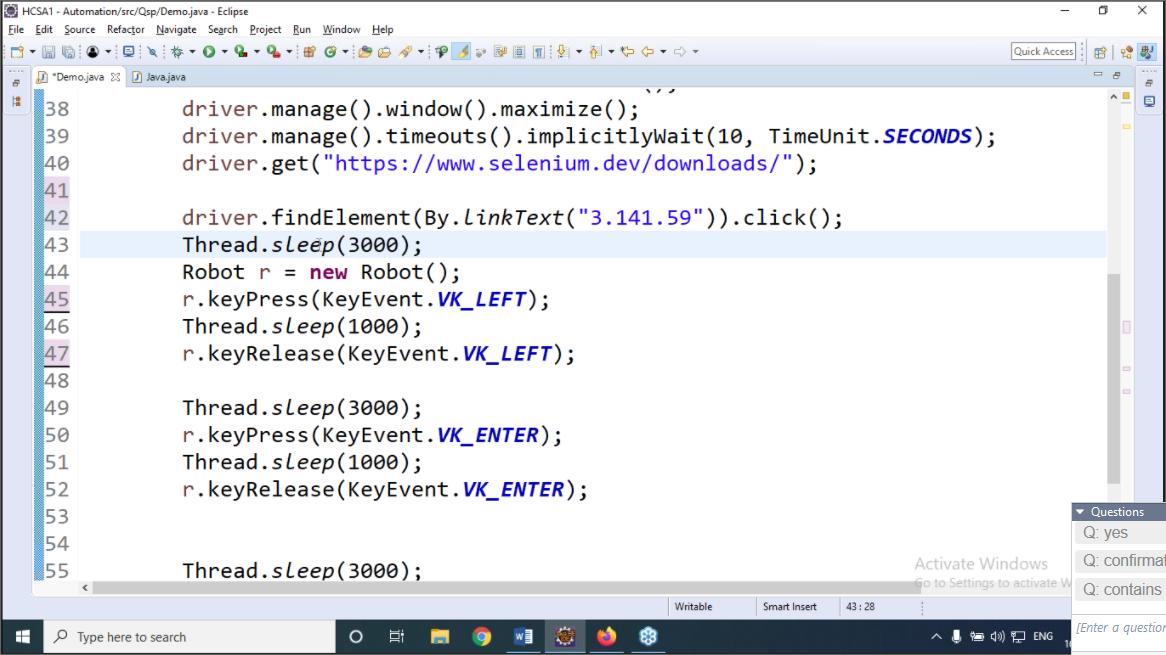 HCSA1 - Automation/src/Qsp/Demo.java - Eclipse
File Edit Source Refactor Navigate Search Project Run Window Help
Quick Access
*Demo.java Java.java
38 driver.manage().window().maximize();
39 driver.manage().timeouts().implicitlyWait(10, TimeUnit.SECONDS);
40 driver.get("https://www.selenium.dev/downloads/");
41
42 driver.findElement(By.linkText("3.141.59")).click();
43 Thread.sleep(3000);
44 Robot r = new Robot();
45 r.keyPress(KeyEvent.VK_LEFT);
46 Thread.sleep(1000);
47 r.keyRelease(KeyEvent.VK_LEFT);
48
49 Thread.sleep(3000);
50 r.keyPress(KeyEvent.VK_ENTER);
51 Thread.sleep(1000);
52 r.keyRelease(KeyEvent.VK_ENTER);
53
54
55 Thread.sleep(3000);
Questions
Q: yes
Q: confirmat
Q: contains
[Enter a question
Activate Windows
Go to Settings to activate W
Writable Smart Insert 43 : 28
Type here to search
ENG